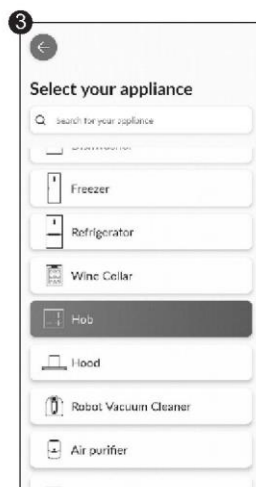 3
Select your appliance
Search for your appliance
Dishwasher
Freezer
Refrigerator
Wine Cellar
Hob
Hood
Robot Vacuum Cleaner
Air purifier